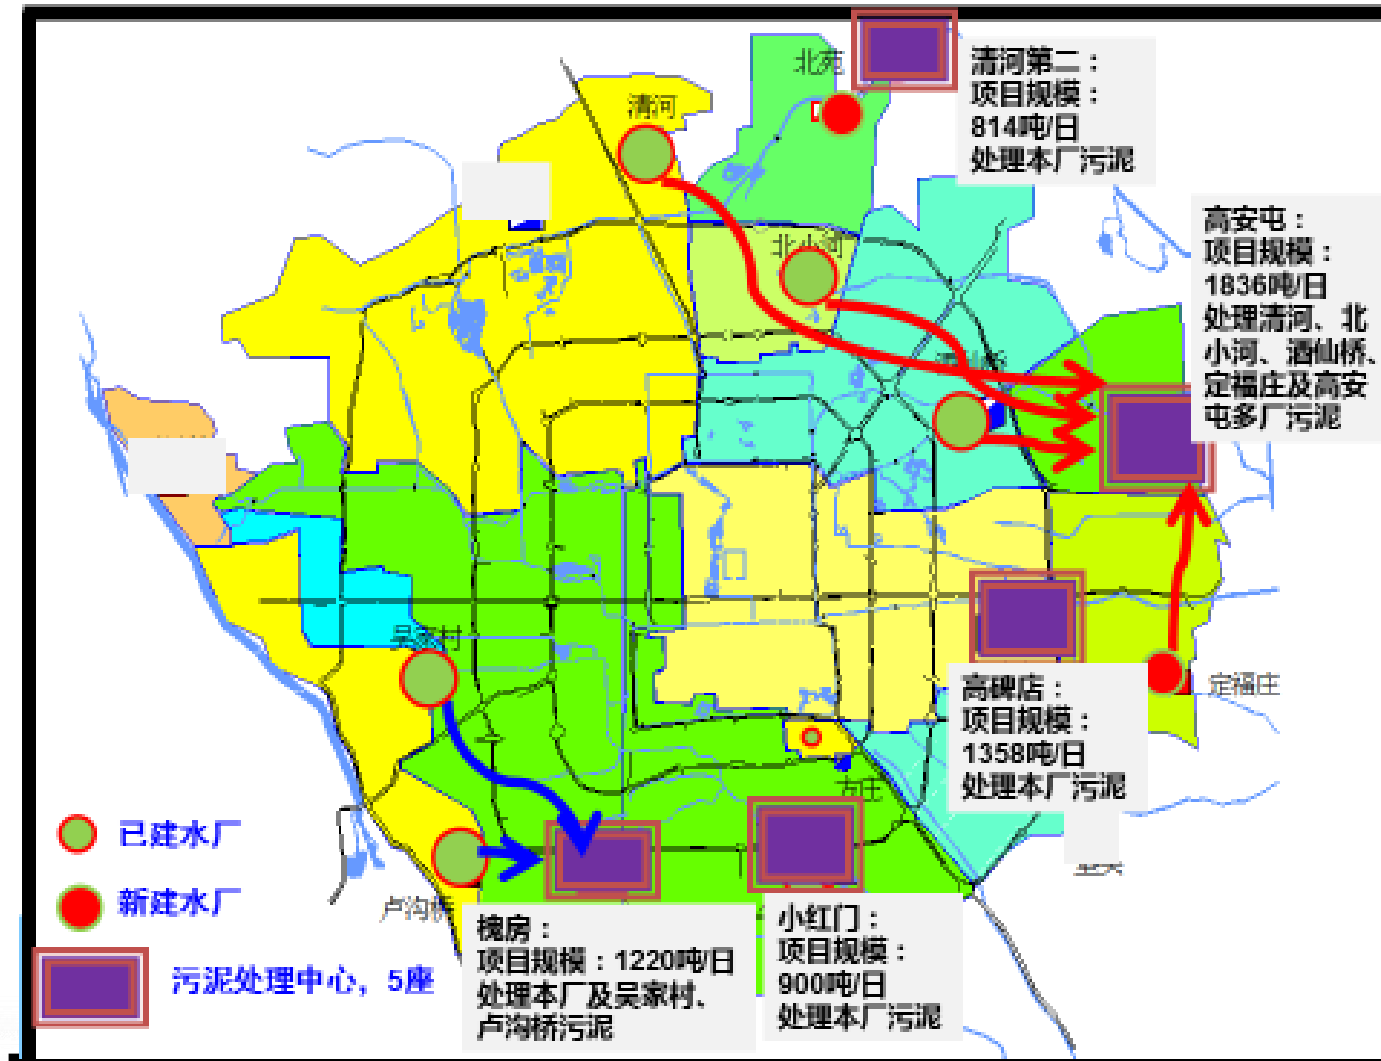 北苑
清河第二：
项目规模：
814吨/日
处理本厂污泥
清河
高安屯：
项目规模：
1836吨/日
处理清河、北
小河、酒仙桥、
定福庄及高安
屯多厂污泥
北小河
吴家村
高碑店：
项目规模：
1358吨/日
处理本厂污泥
定福庄
方庄
已建水厂
新建水厂
污泥处理中心，5座
卢沟桥
槐房：
项目规模：1220吨/日
处理本厂及吴家村、
卢沟桥污泥
小红门：
项目规模：
900吨/日
处理本厂污泥